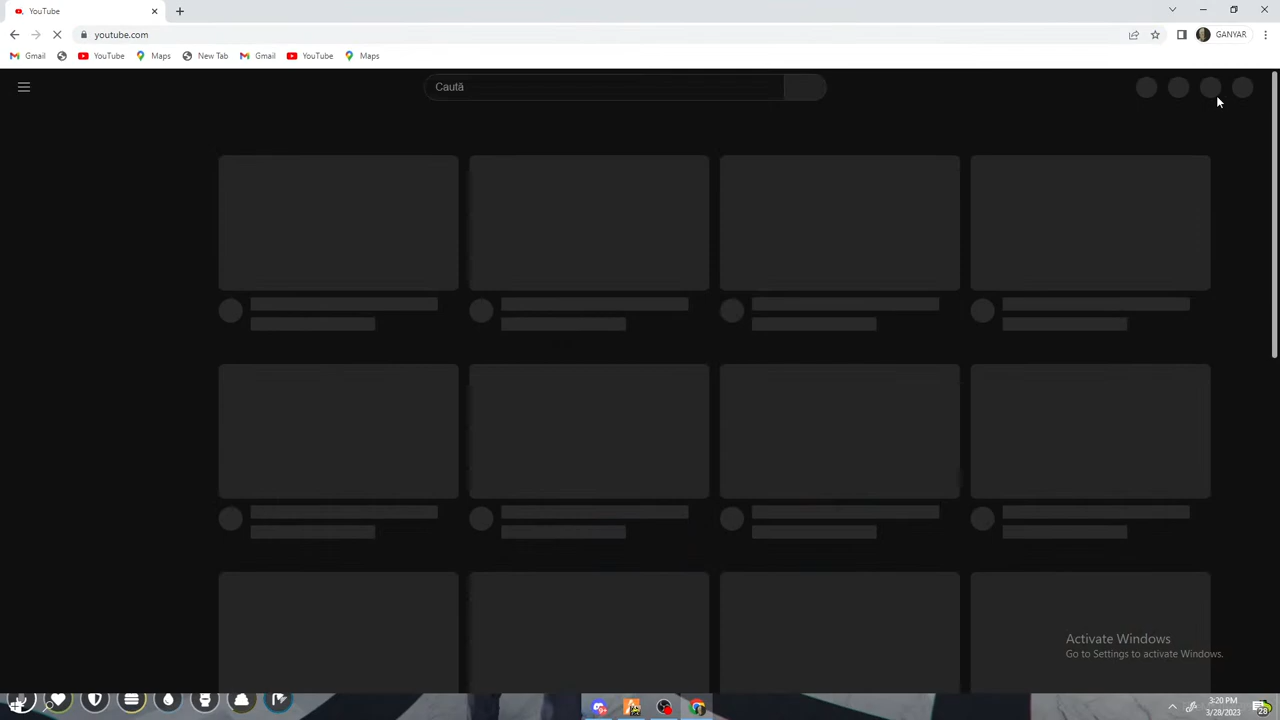 YouTube
youtube.com
GANYAR
Gmail YouTube Maps New Tab Gmail YouTube Maps
Caută
Activate Windows
Go to Settings to activate Windows.
3:20 PM
3/28/2023
28